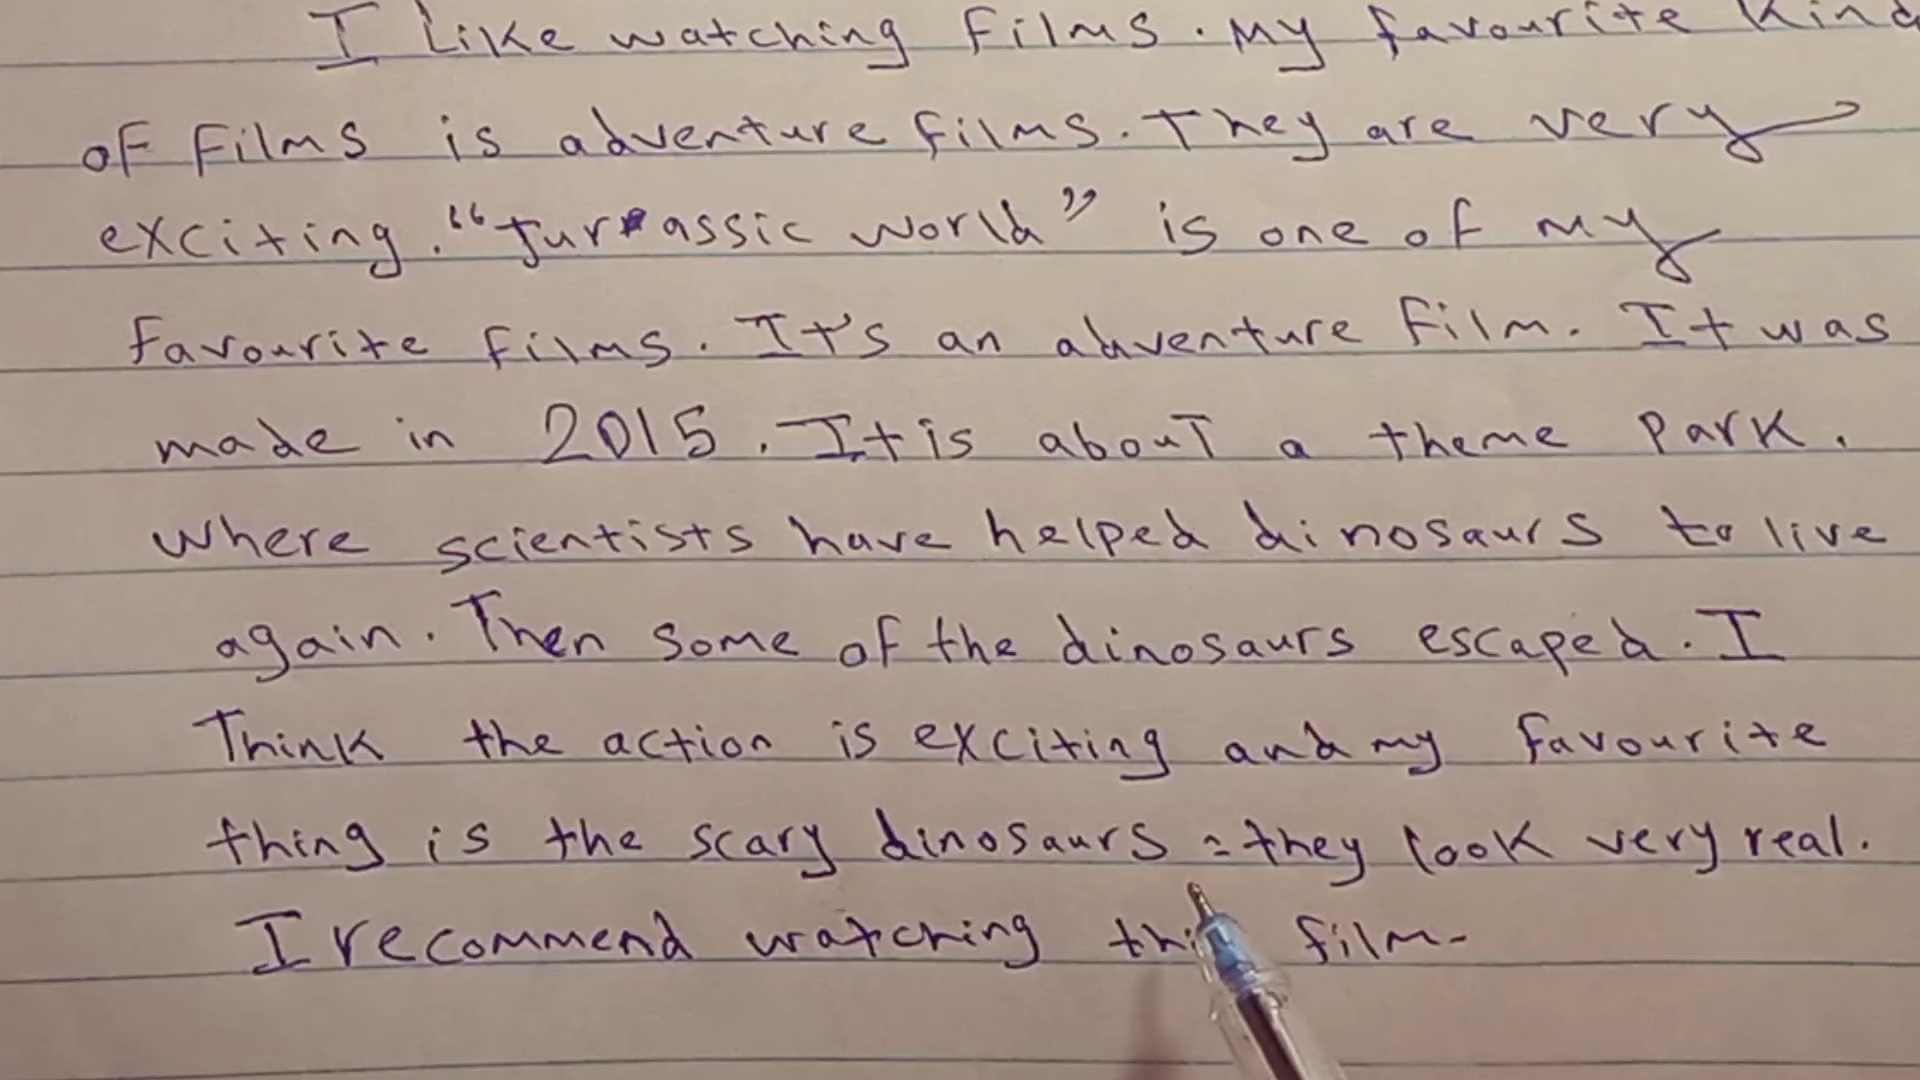 I Like watching films. My favourite kind
of films is adventure films. They are very
exciting. "Jurassic world" is one of my
favourite films. It's an adventure film. It was
made in 2015. It is about a theme park.
where scientists have helped dinosaurs to live
again. Then some of the dinosaurs escaped. I
Think the action is exciting and my favourite
thing is the scary dinosaurs = they look very real.
I recommend watching film-